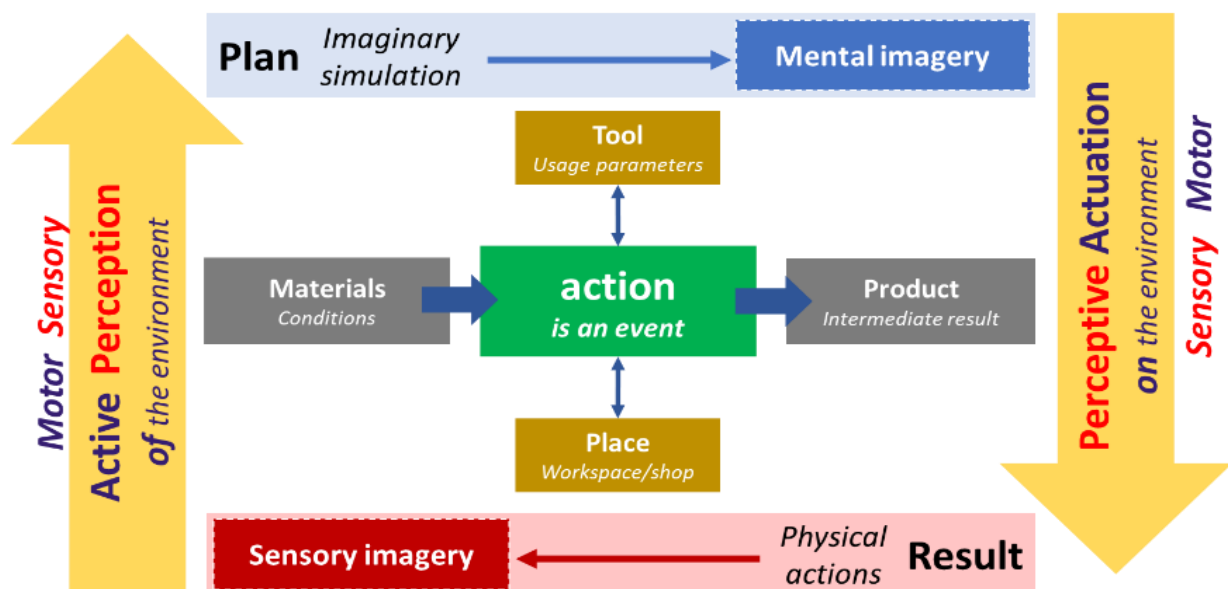 Plan
Imaginary
simulation
Mental imagery
Tool
Usage parameters
Materials
Conditions
action
is an event
Product
Intermediate result
Place
Workspace/shop
Sensory imagery
Physical
actions
Result
Motor Sensory
Active Perception
of the environment
Perceptive Actuation
on the environment
Sensory Motor